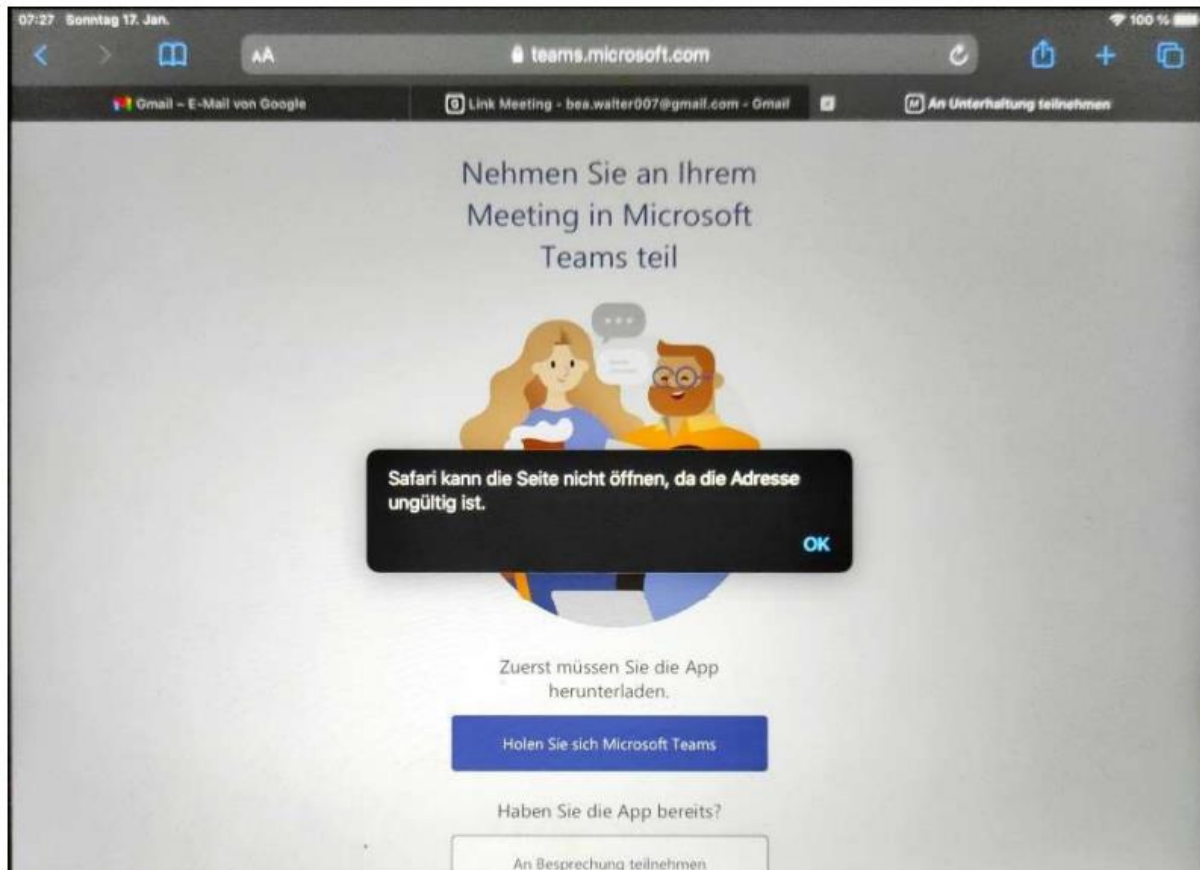 07:27 Sonntag 17. Jan.
100 %
AA
teams.microsoft.com
Gmail – E-Mail von Google
Link Meeting - bea.walter007@gmail.com - Gmail
An Unterhaltung teilnehmen
Nehmen Sie an Ihrem
Meeting in Microsoft
Teams teil
Safari kann die Seite nicht öffnen, da die Adresse
ungültig ist.
OK
Zuerst müssen Sie die App
herunterladen.
Holen Sie sich Microsoft Teams
Haben Sie die App bereits?
An Besprechung teilnehmen